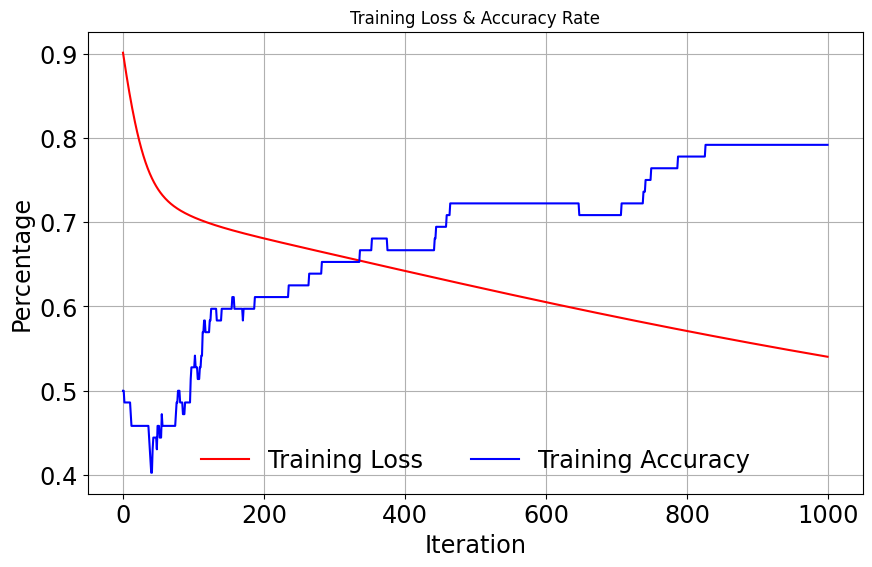 Training Loss & Accuracy Rate
Percentage
0.9
0.8
0.7
0.6
0.5
0.4
Training Loss Training Accuracy
0 200 400 600 800 1000
Iteration